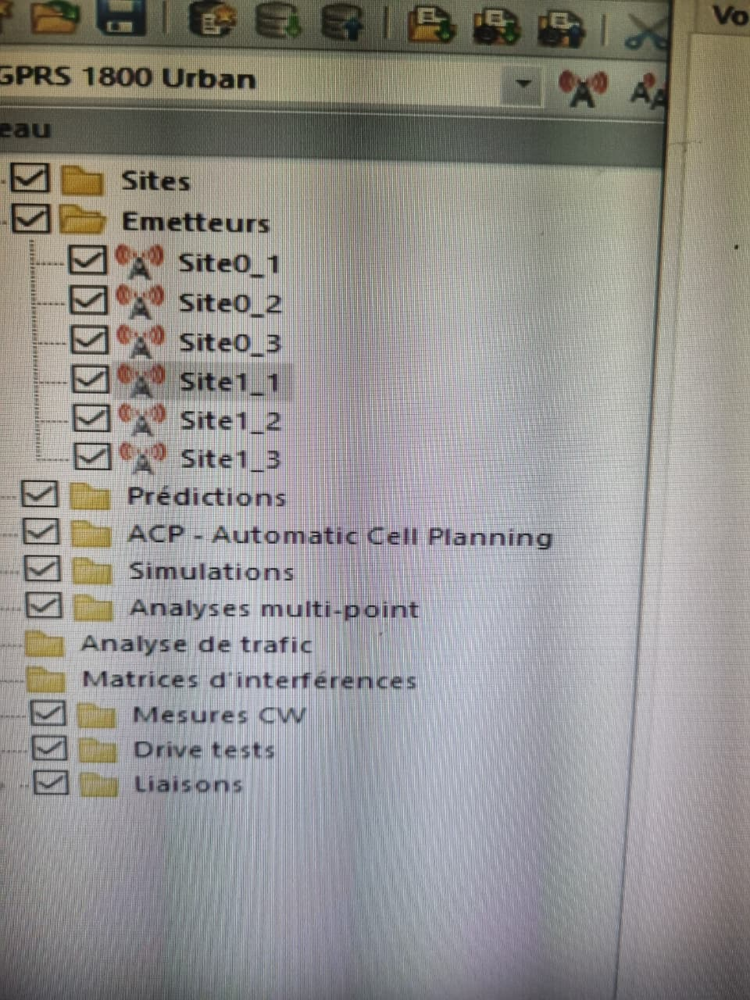 Vo
GPRS 1800 Urban
eau
Sites
Emetteurs
Site0_1
Site0_2
Site0_3
Site1_1
Site1_2
Site1_3
Prédictions
ACP - Automatic Cell Planning
Simulations
Analyses multi-point
Analyse de trafic
Matrices d'interférences
Mesures CW
Drive tests
Liaisons